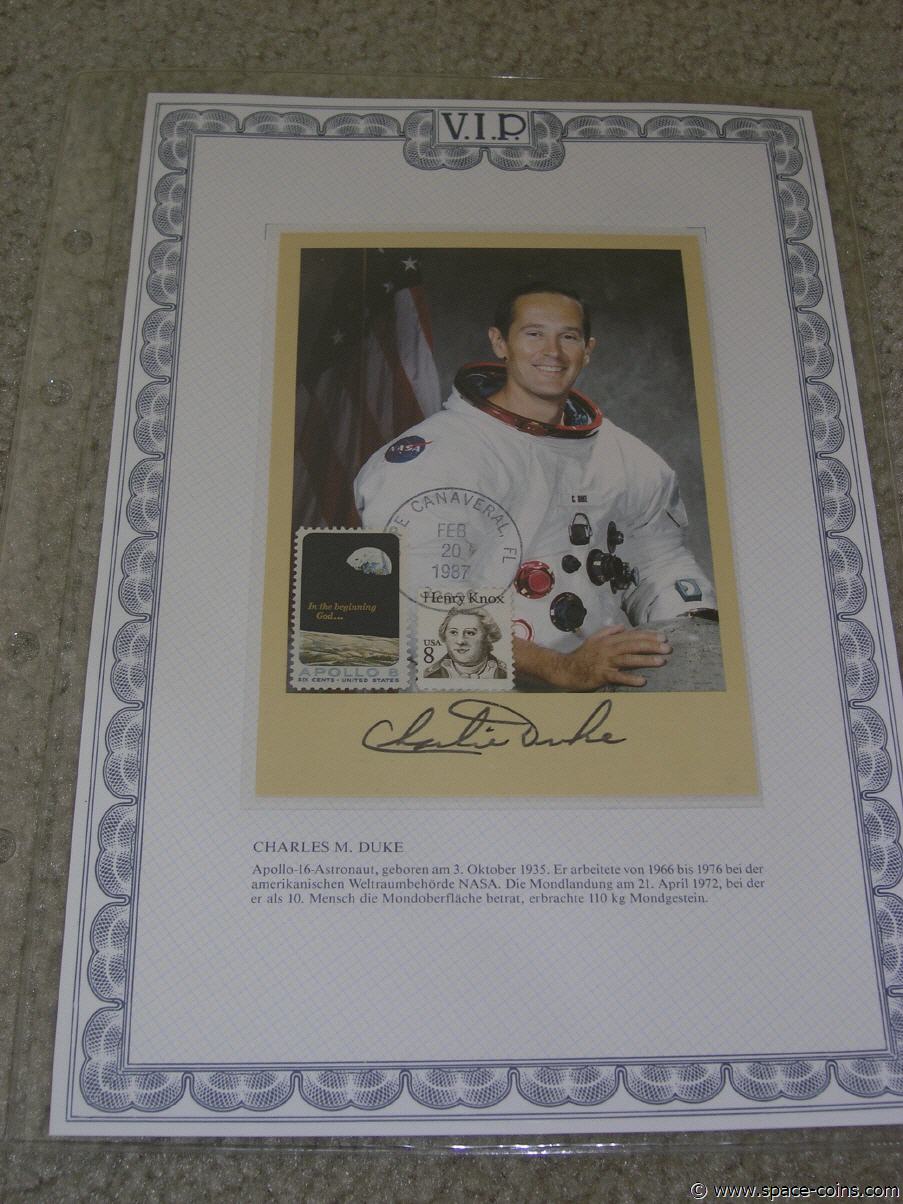 V.I.P.
NASA
C. DUKE
E CANAVERAL, FL
FEB
20
1987
In the beginning
God...
APOLLO 8
SIX CENTS · UNITED STATES
Henry Knox
USA
8
Charlie Duke
CHARLES M. DUKE
Apollo-16-Astronaut, geboren am 3. Oktober 1935. Er arbeitete von 1966 bis 1976 bei der
amerikanischen Weltraumbehörde NASA. Die Mondlandung am 21. April 1972, bei der
er als 10. Mensch die Mondoberfläche betrat, erbrachte 110 kg Mondgestein.
© www.space-coins.com